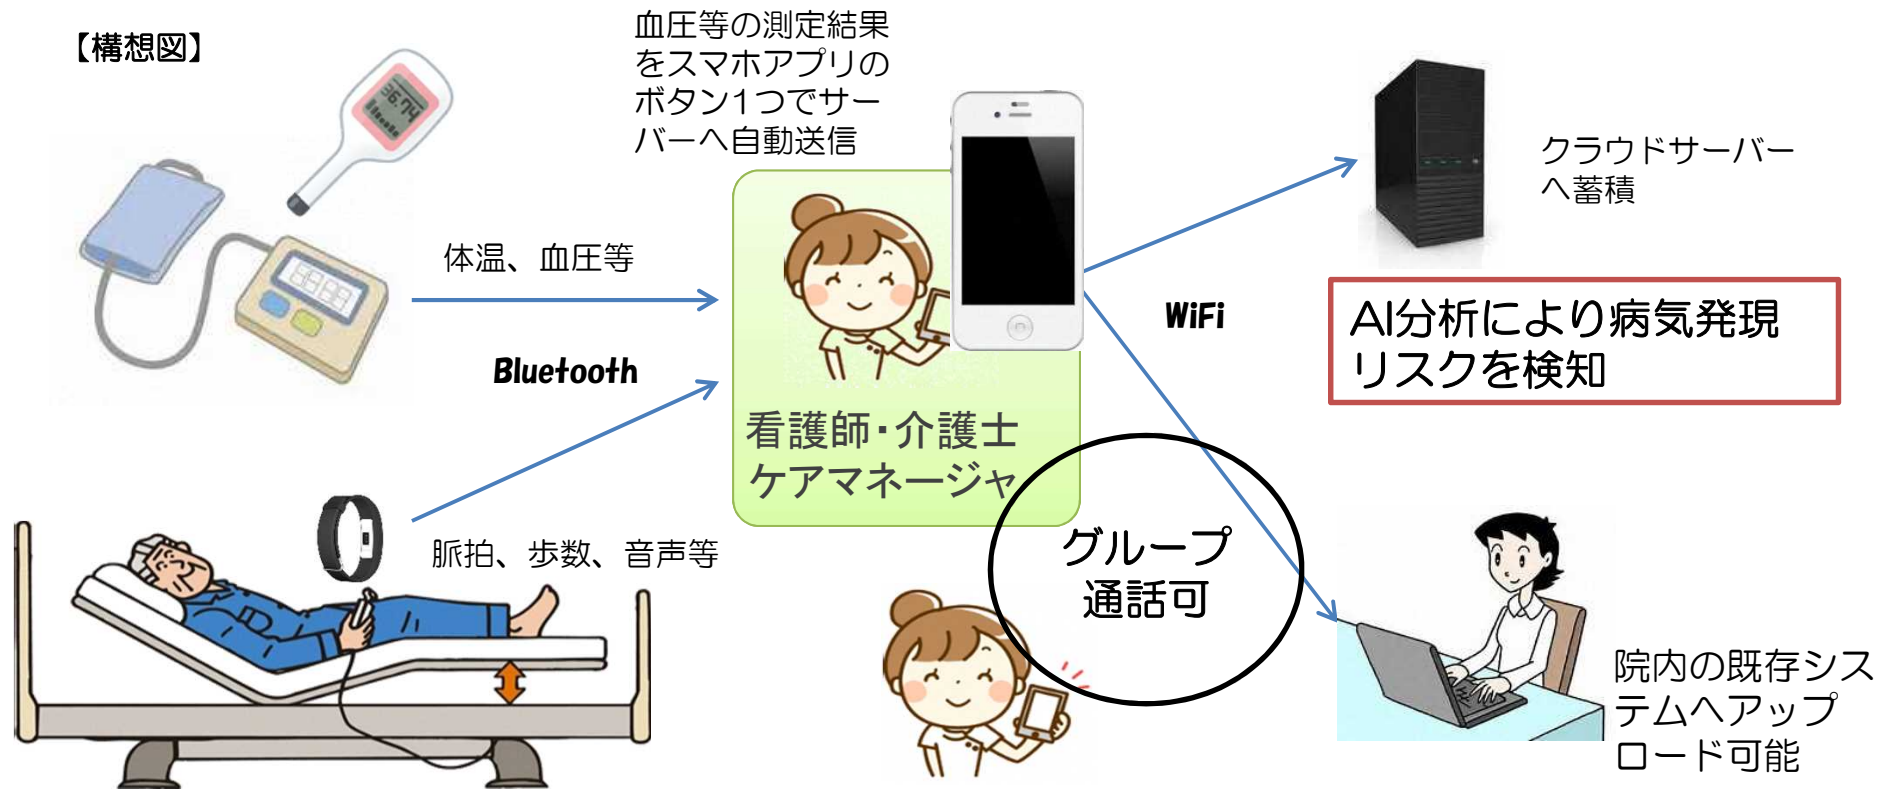 【構想図】
血圧等の測定結果
をスマホアプリの
ボタン1つでサー
バーへ自動送信
36.74
クラウドサーバー
へ蓄積
体温、血圧等
Bluetooth
WiFi
AI分析により病気発現
リスクを検知
看護師・介護士
ケアマネージャ
脈拍、歩数、音声等
グループ
通話可
院内の既存シス
テムへアップ
ロード可能